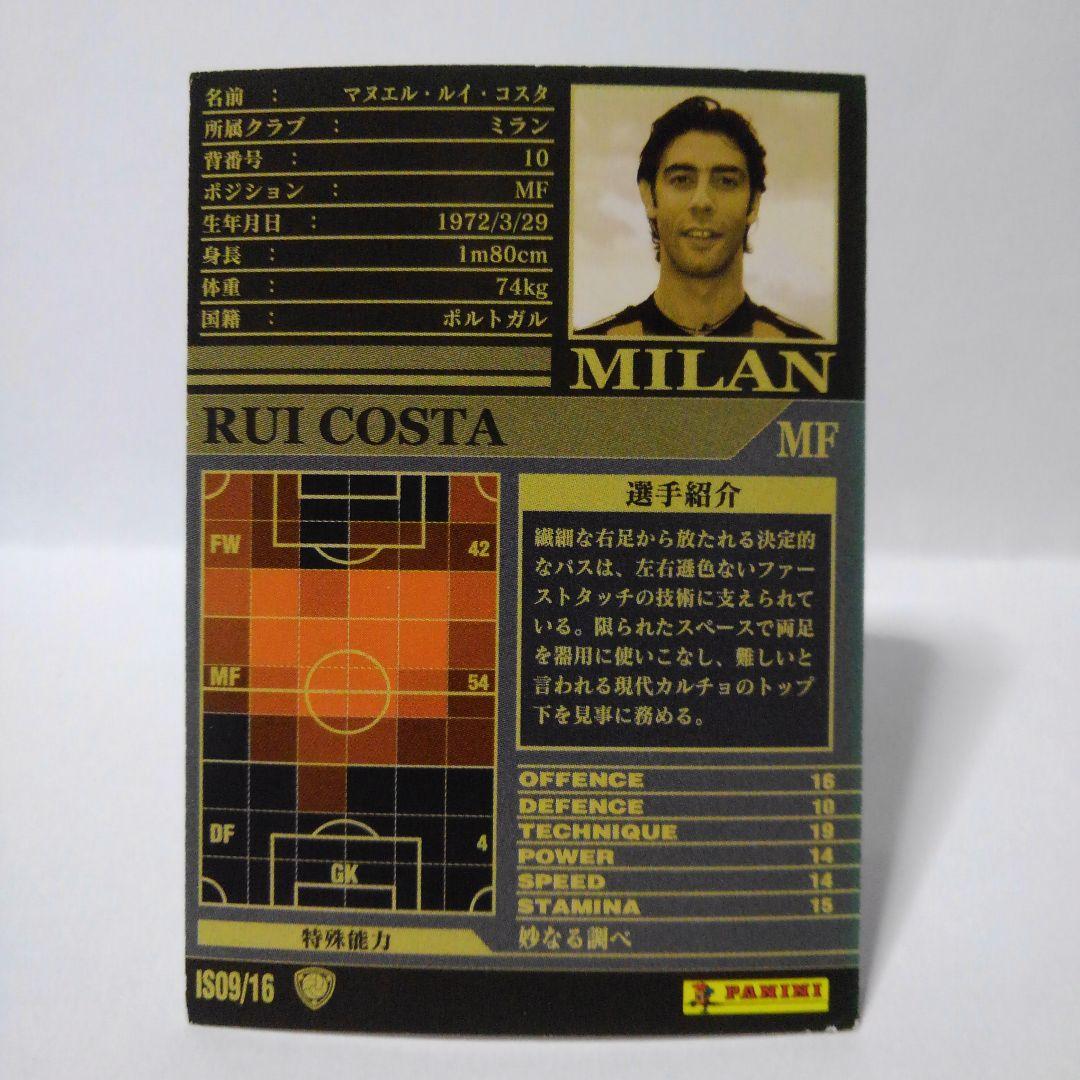 名前 : マヌエル・ルイ・コスタ
所属クラブ : ミラン
背番号 : 10
ポジション : MF
生年月日 : 1972/3/29
身長 : 1m80cm
体重 : 74kg
国籍 : ポルトガル
MILAN
RUI COSTA
MF
FW 42
MF 54
DF 4
GK
選手紹介
繊細な右足から放たれる決定的
なパスは、左右遜色ないファー
ストタッチの技術に支えられて
いる。限られたスペースで両足
を器用に使いこなし、難しいと
言われる現代カルチョのトップ
下を見事に務める。
OFFENCE 16
DEFENCE 10
TECHNIQUE 19
POWER 14
SPEED 14
STAMINA 15
特殊能力 妙なる調べ
IS09/16
PANINI